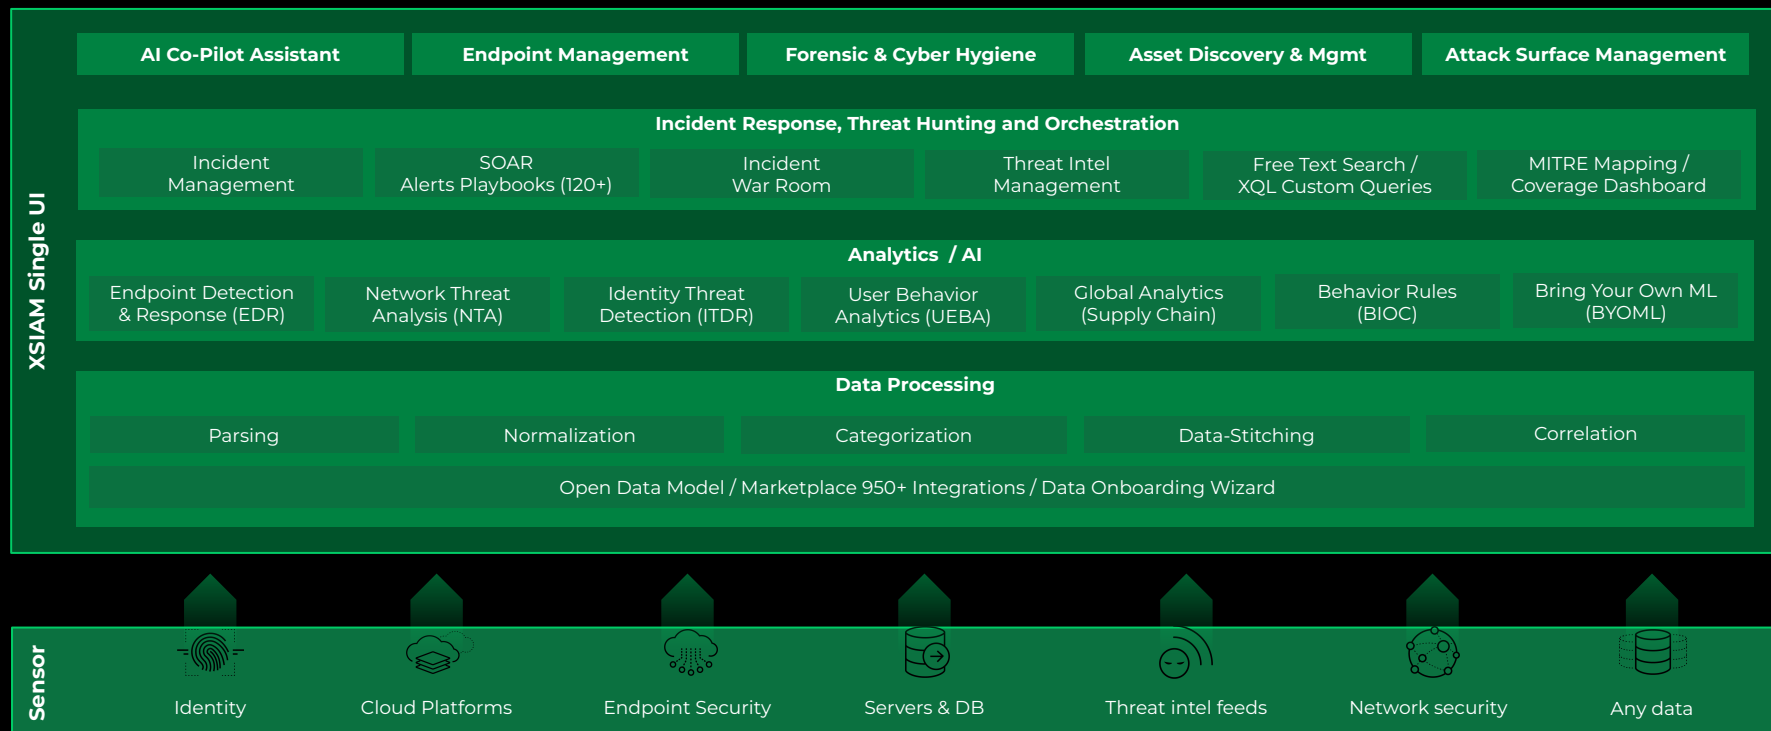 AI Co-Pilot Assistant
Endpoint Management
Forensic & Cyber Hygiene
Asset Discovery & Mgmt
Attack Surface Management
XSIAM Single UI
Incident Response, Threat Hunting and Orchestration
Incident
Management
SOAR
Alerts Playbooks (120+)
Incident
War Room
Threat Intel
Management
Free Text Search /
XQL Custom Queries
MITRE Mapping /
Coverage Dashboard
Analytics / AI
Endpoint Detection
& Response (EDR)
Network Threat
Analysis (NTA)
Identity Threat
Detection (ITDR)
User Behavior
Analytics (UEBA)
Global Analytics
(Supply Chain)
Behavior Rules
(BIOC)
Bring Your Own ML
(BYOML)
Data Processing
Parsing
Normalization
Categorization
Data-Stitching
Correlation
Open Data Model / Marketplace 950+ Integrations / Data Onboarding Wizard
Sensor
Identity
Cloud Platforms
Endpoint Security
Servers & DB
Threat intel feeds
Network security
Any data